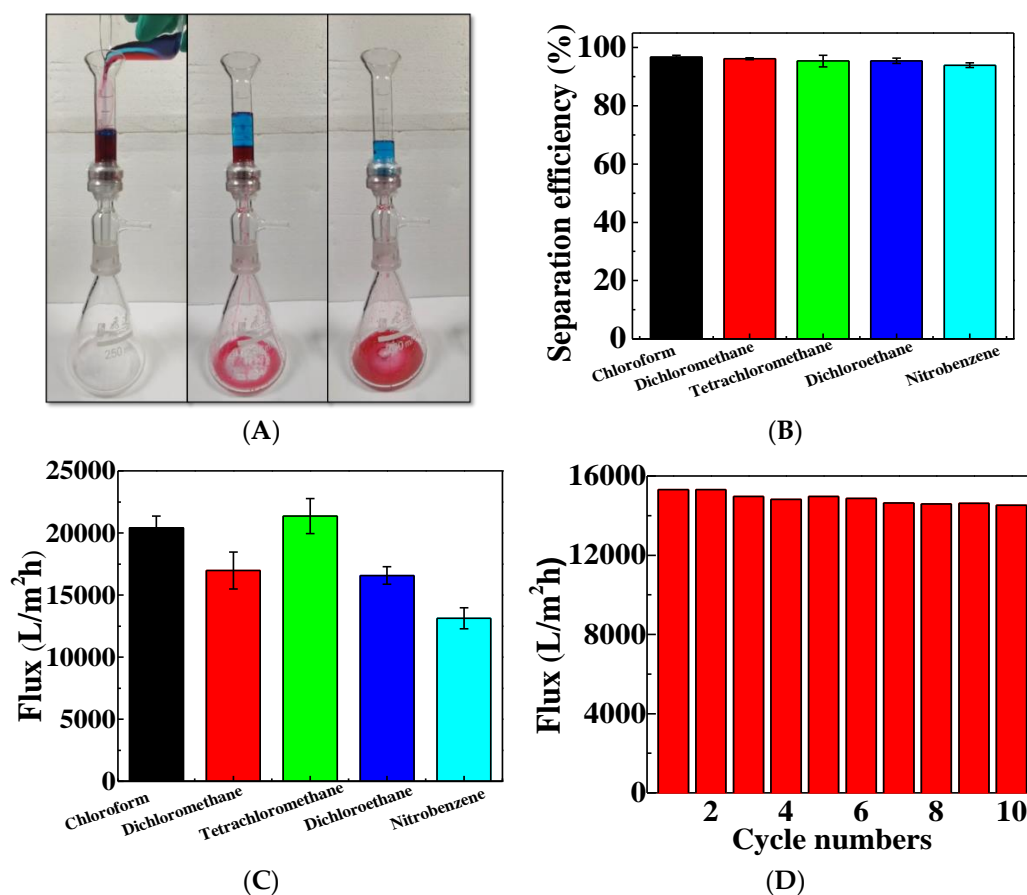 250 ml
(A)
Separation efficiency (%)
100
80
60
40
20
0
Chloroform
Dichloromethane
Tetrachloromethane
Dichloroethane
Nitrobenzene
(B)
Flux (L/m²h)
25000
20000
15000
10000
5000
0
Chloroform
Dichloromethane
Tetrachloromethane
Dichloroethane
Nitrobenzene
(C)
Flux (L/m²h)
16000
12000
8000
4000
0
2 4 6 8 10
Cycle numbers
(D)